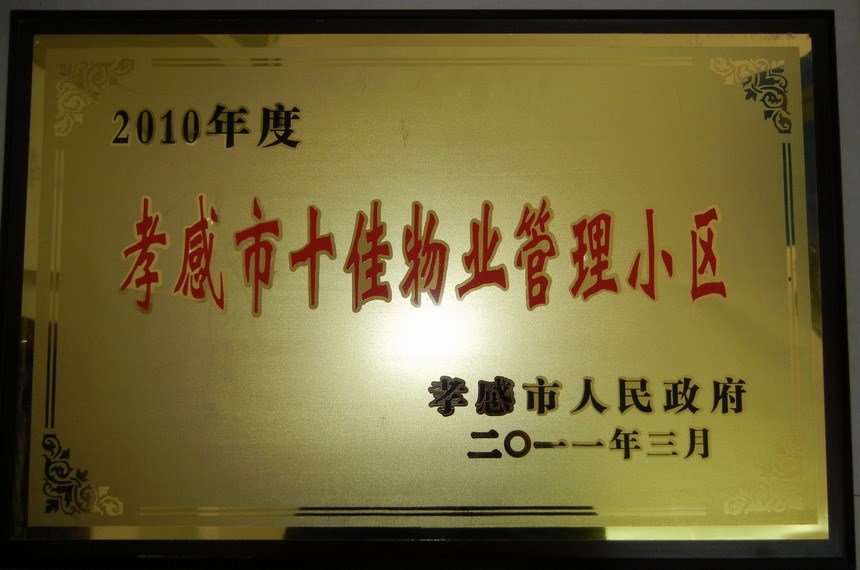 2010年度
孝感市十佳物业管理小区
孝感市人民政府
二〇一一年三月